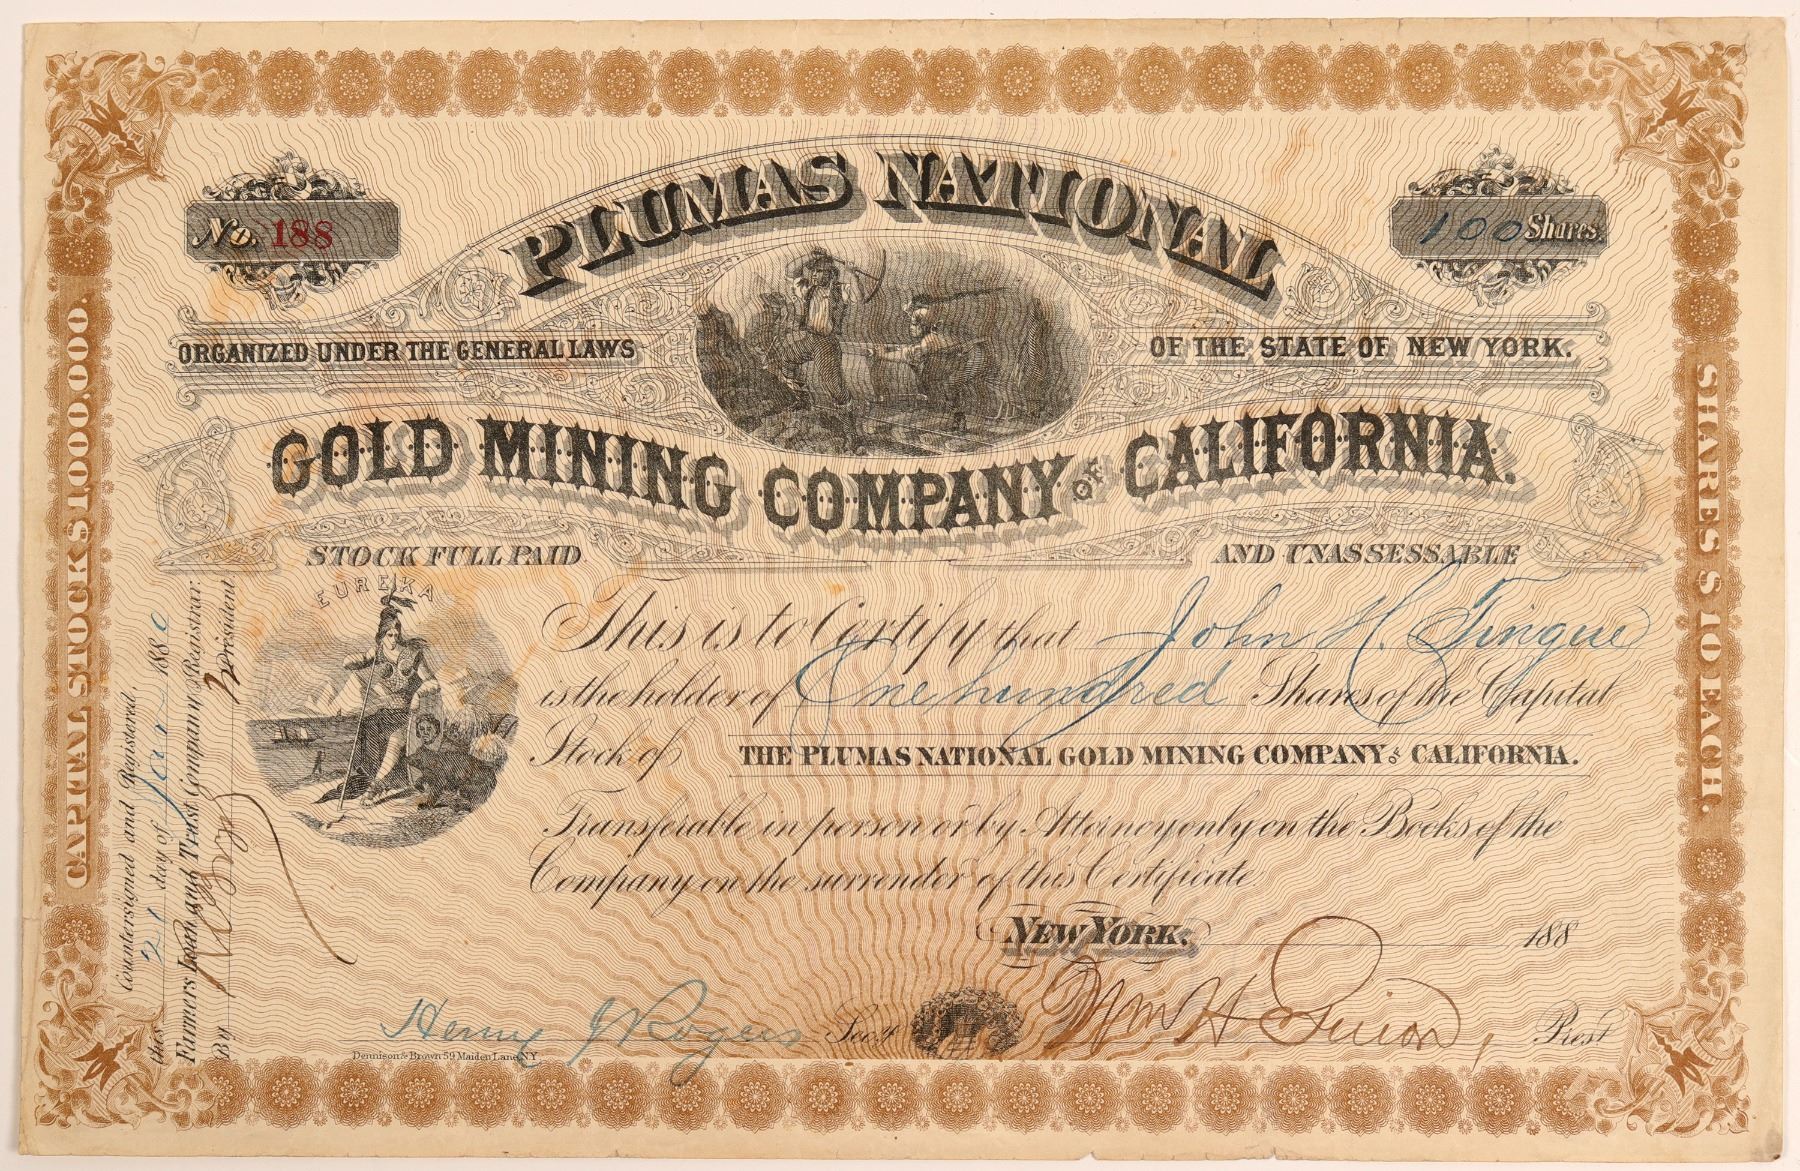 No. 188
100 Shares.
PLUMAS NATIONAL
ORGANIZED UNDER THE GENERAL LAWS OF THE STATE OF NEW YORK.
GOLD MINING COMPANY OF CALIFORNIA.
STOCK FULL PAID AND UNASSESSABLE
EUREKA
This is to Certify that John H. Tingue
is the holder of One hundred Shares of the Capital
Stock of THE PLUMAS NATIONAL GOLD MINING COMPANY OF CALIFORNIA.
Transferable in person or by Attorney only on the Books of the
Company on the surrender of this Certificate.
NEW YORK. 188
Henry J Rogers Secy
Wm H Guion, Prest
Dennison & Brown 59 Maiden Lane, NY
CAPITAL STOCK $1,000,000.
SHARES $10 EACH.
Countersigned and Registered,
this 21 day of Jany 1880
Farmers Loan and Trust Company, Registrar.
By President